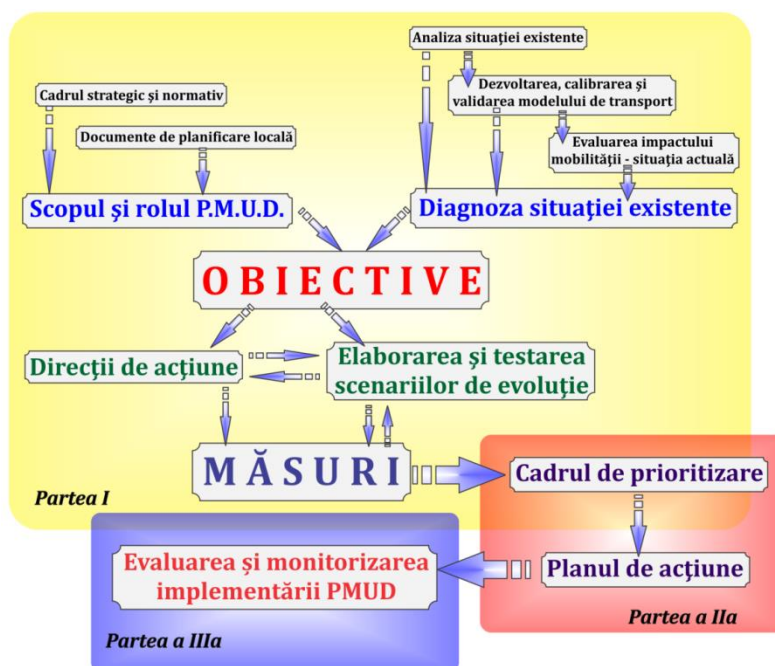 Analiza situației existente
Cadrul strategic și normativ
Dezvoltarea, calibrarea și
validarea modelului de transport
Documente de planificare locală
Evaluarea impactului
mobilității - situația actuală
Scopul și rolul P.M.U.D.
Diagnoza situației existente
O B I E C T I V E
Direcții de acțiune
Elaborarea și testarea
scenariilor de evoluție
M Ă S U R I
Cadrul de prioritizare
Partea I
Evaluarea și monitorizarea
implementării PMUD
Planul de acțiune
Partea a IIa
Partea a IIIa